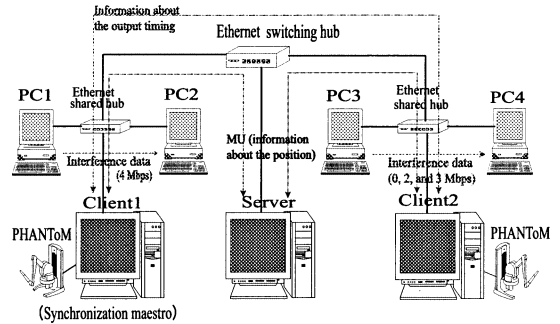 Information about
the output timing
Ethernet switching hub
PC1
Ethernet
shared hub
PC2
PC3
Ethernet
shared hub
PC4
Interference data
(4 Mbps)
MU (information
about the position)
Interference data
(0, 2, and 3 Mbps)
Client1
Server
Client2
PHANToM
PHANToM
(Synchronization maestro)